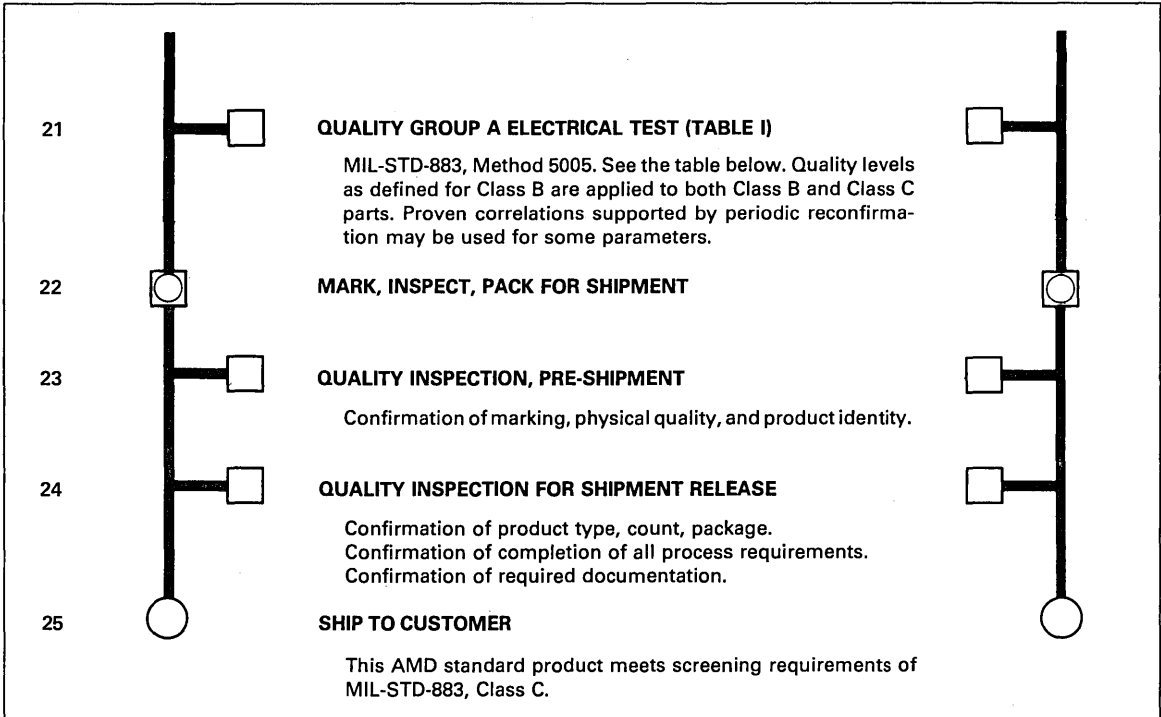 21 QUALITY GROUP A ELECTRICAL TEST (TABLE I)
MIL-STD-883, Method 5005. See the table below. Quality levels
as defined for Class B are applied to both Class B and Class C
parts. Proven correlations supported by periodic reconfirma-
tion may be used for some parameters.
22 MARK, INSPECT, PACK FOR SHIPMENT
23 QUALITY INSPECTION, PRE-SHIPMENT
Confirmation of marking, physical quality, and product identity.
24 QUALITY INSPECTION FOR SHIPMENT RELEASE
Confirmation of product type, count, package.
Confirmation of completion of all process requirements.
Confirmation of required documentation.
25 SHIP TO CUSTOMER
This AMD standard product meets screening requirements of
MIL-STD-883, Class C.